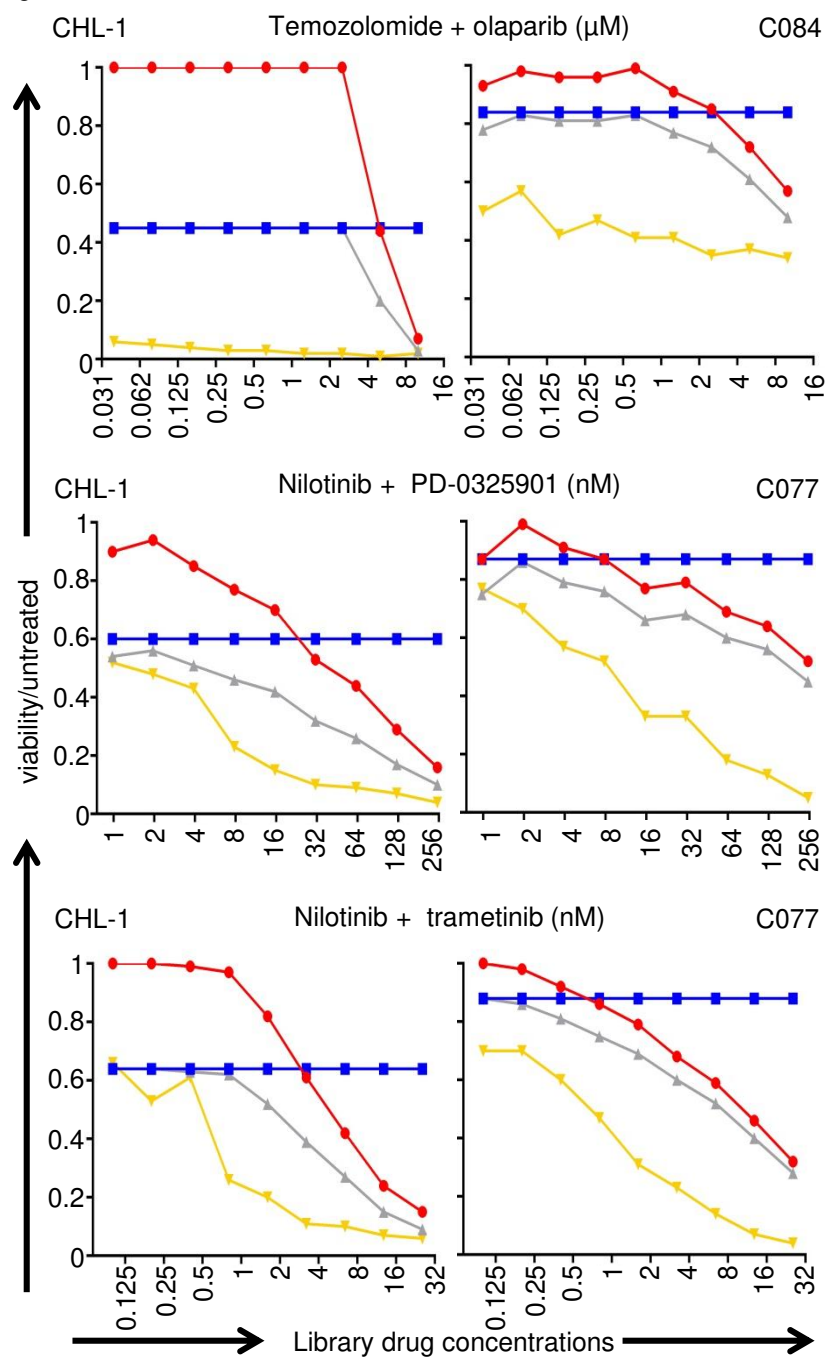 CHL-1 Temozolomide + olaparib (µM) C084
1
0.8
0.6
0.4
0.2
0
0.031 0.062 0.125 0.25 0.5 1 2 4 8 16
0.031 0.062 0.125 0.25 0.5 1 2 4 8 16
CHL-1 Nilotinib + PD-0325901 (nM) C077
viability/untreated
1
0.8
0.6
0.4
0.2
0
1 2 4 8 16 32 64 128 256
1 2 4 8 16 32 64 128 256
CHL-1 Nilotinib + trametinib (nM) C077
1
0.8
0.6
0.4
0.2
0
0.125 0.25 0.5 1 2 4 8 16 32
0.125 0.25 0.5 1 2 4 8 16 32
Library drug concentrations